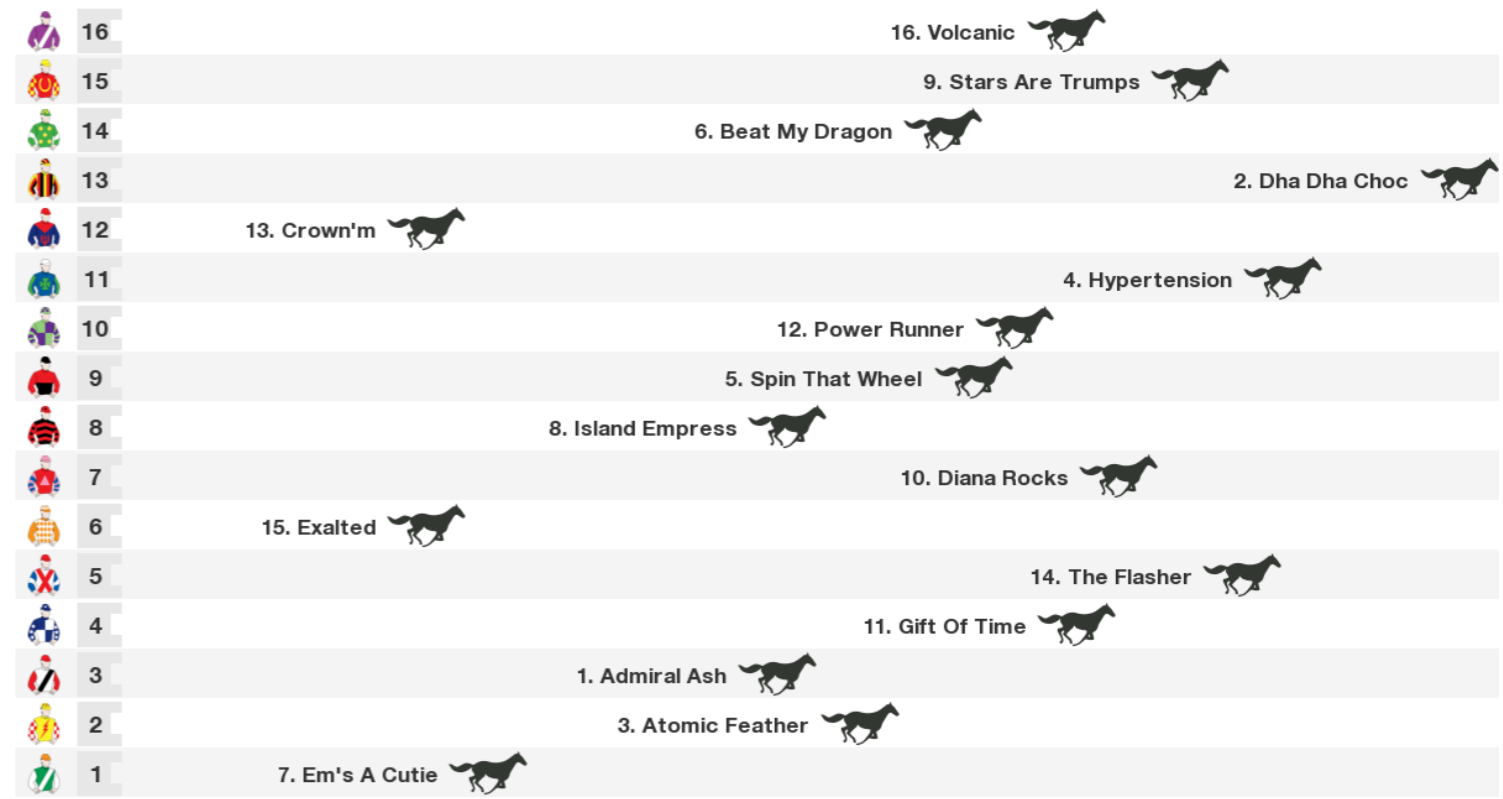 16 16. Volcanic
15 9. Stars Are Trumps
14 6. Beat My Dragon
13 2. Dha Dha Choc
12 13. Crown'm
11 4. Hypertension
10 12. Power Runner
9 5. Spin That Wheel
8 8. Island Empress
7 10. Diana Rocks
6 15. Exalted
5 14. The Flasher
4 11. Gift Of Time
3 1. Admiral Ash
2 3. Atomic Feather
1 7. Em's A Cutie